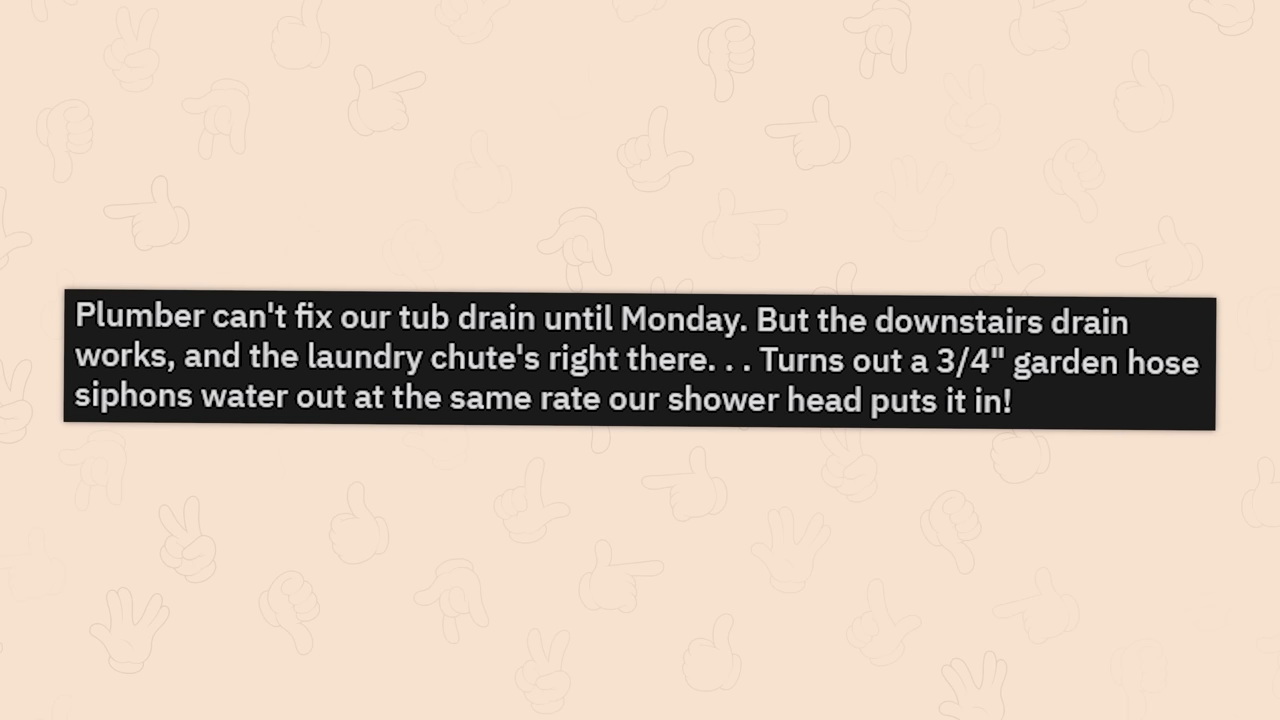 Plumber can't fix our tub drain until Monday. But the downstairs drain
works, and the laundry chute's right there. . . Turns out a 3/4" garden hose
siphons water out at the same rate our shower head puts it in!